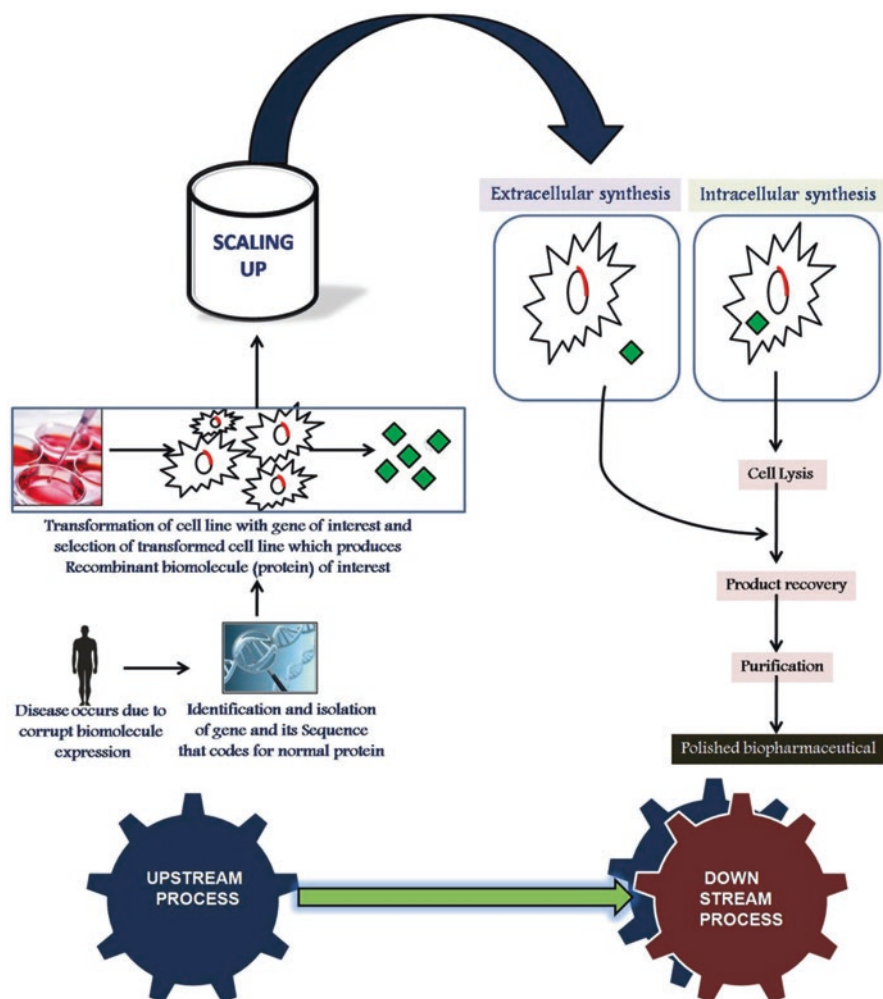 SCALING
UP
Extracellular synthesis
Intracellular synthesis
Transformation of cell line with gene of interest and
selection of transformed cell line which produces
Recombinant biomolecule (protein) of interest
Disease occurs due to
corrupt biomolecule
expression
Identification and isolation
of gene and its Sequence
that codes for normal protein
Cell Lysis
Product recovery
Purification
Polished biopharmaceutical
UPSTREAM
PROCESS
DOWN
STREAM
PROCESS